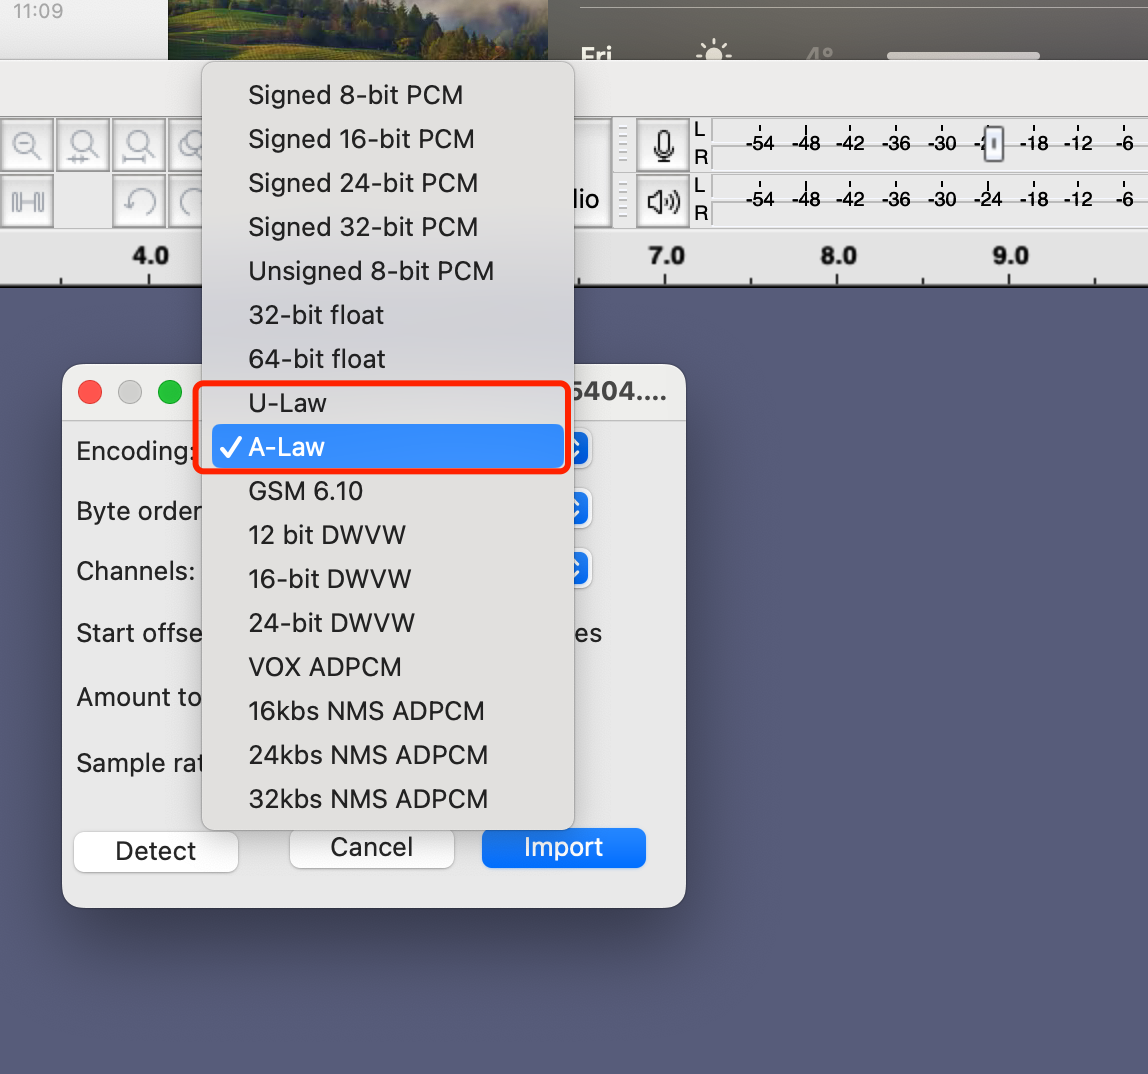 11:09
Fri
4°
L
-54 -48 -42 -36 -30 -18 -12 -6
R
L
-54 -48 -42 -36 -30 -24 -18 -12 -6
R
4.0 7.0 8.0 9.0
Signed 8-bit PCM
Signed 16-bit PCM
Signed 24-bit PCM
Signed 32-bit PCM
Unsigned 8-bit PCM
32-bit float
64-bit float
U-Law
A-Law
GSM 6.10
12 bit DWVW
16-bit DWVW
24-bit DWVW
VOX ADPCM
16kbs NMS ADPCM
24kbs NMS ADPCM
32kbs NMS ADPCM
5404....
Encoding:
Byte order
Channels:
Start offse
es
Amount to
Sample rat
Detect
Cancel
Import